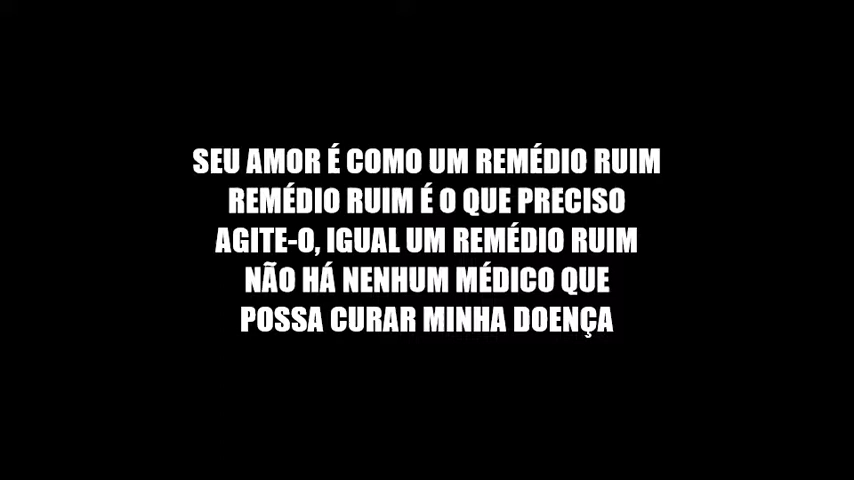 SEU AMOR É COMO UM REMÉDIO RUIM
REMÉDIO RUIM É O QUE PRECISO
AGITE-O, IGUAL UM REMÉDIO RUIM
NÃO HÁ NENHUM MÉDICO QUE
POSSA CURAR MINHA DOENÇA